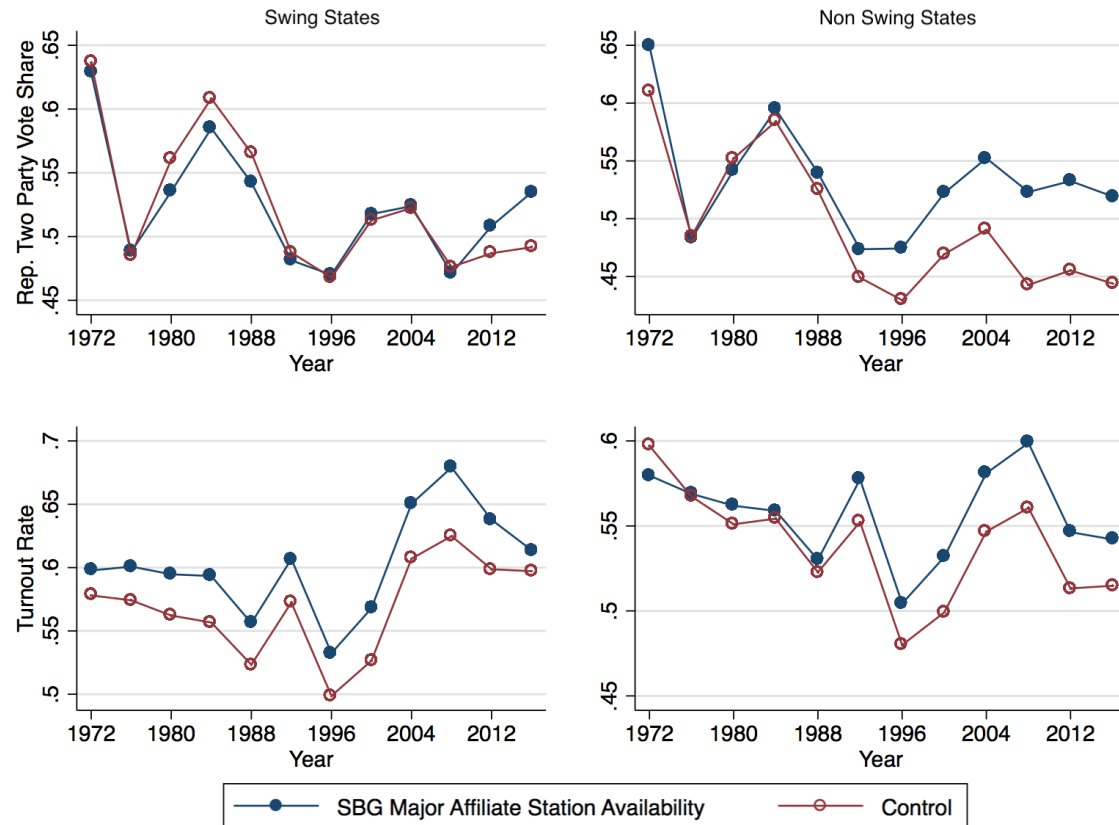 Swing States
Rep. Two Party Vote Share
.65
.6
.55
.5
.45
1972 1980 1988 1996 2004 2012
Year
Non Swing States
.65
.6
.55
.5
.45
1972 1980 1988 1996 2004 2012
Year
Turnout Rate
.7
.65
.6
.55
.5
1972 1980 1988 1996 2004 2012
Year
.6
.55
.5
.45
1972 1980 1988 1996 2004 2012
Year
SBG Major Affiliate Station Availability
Control